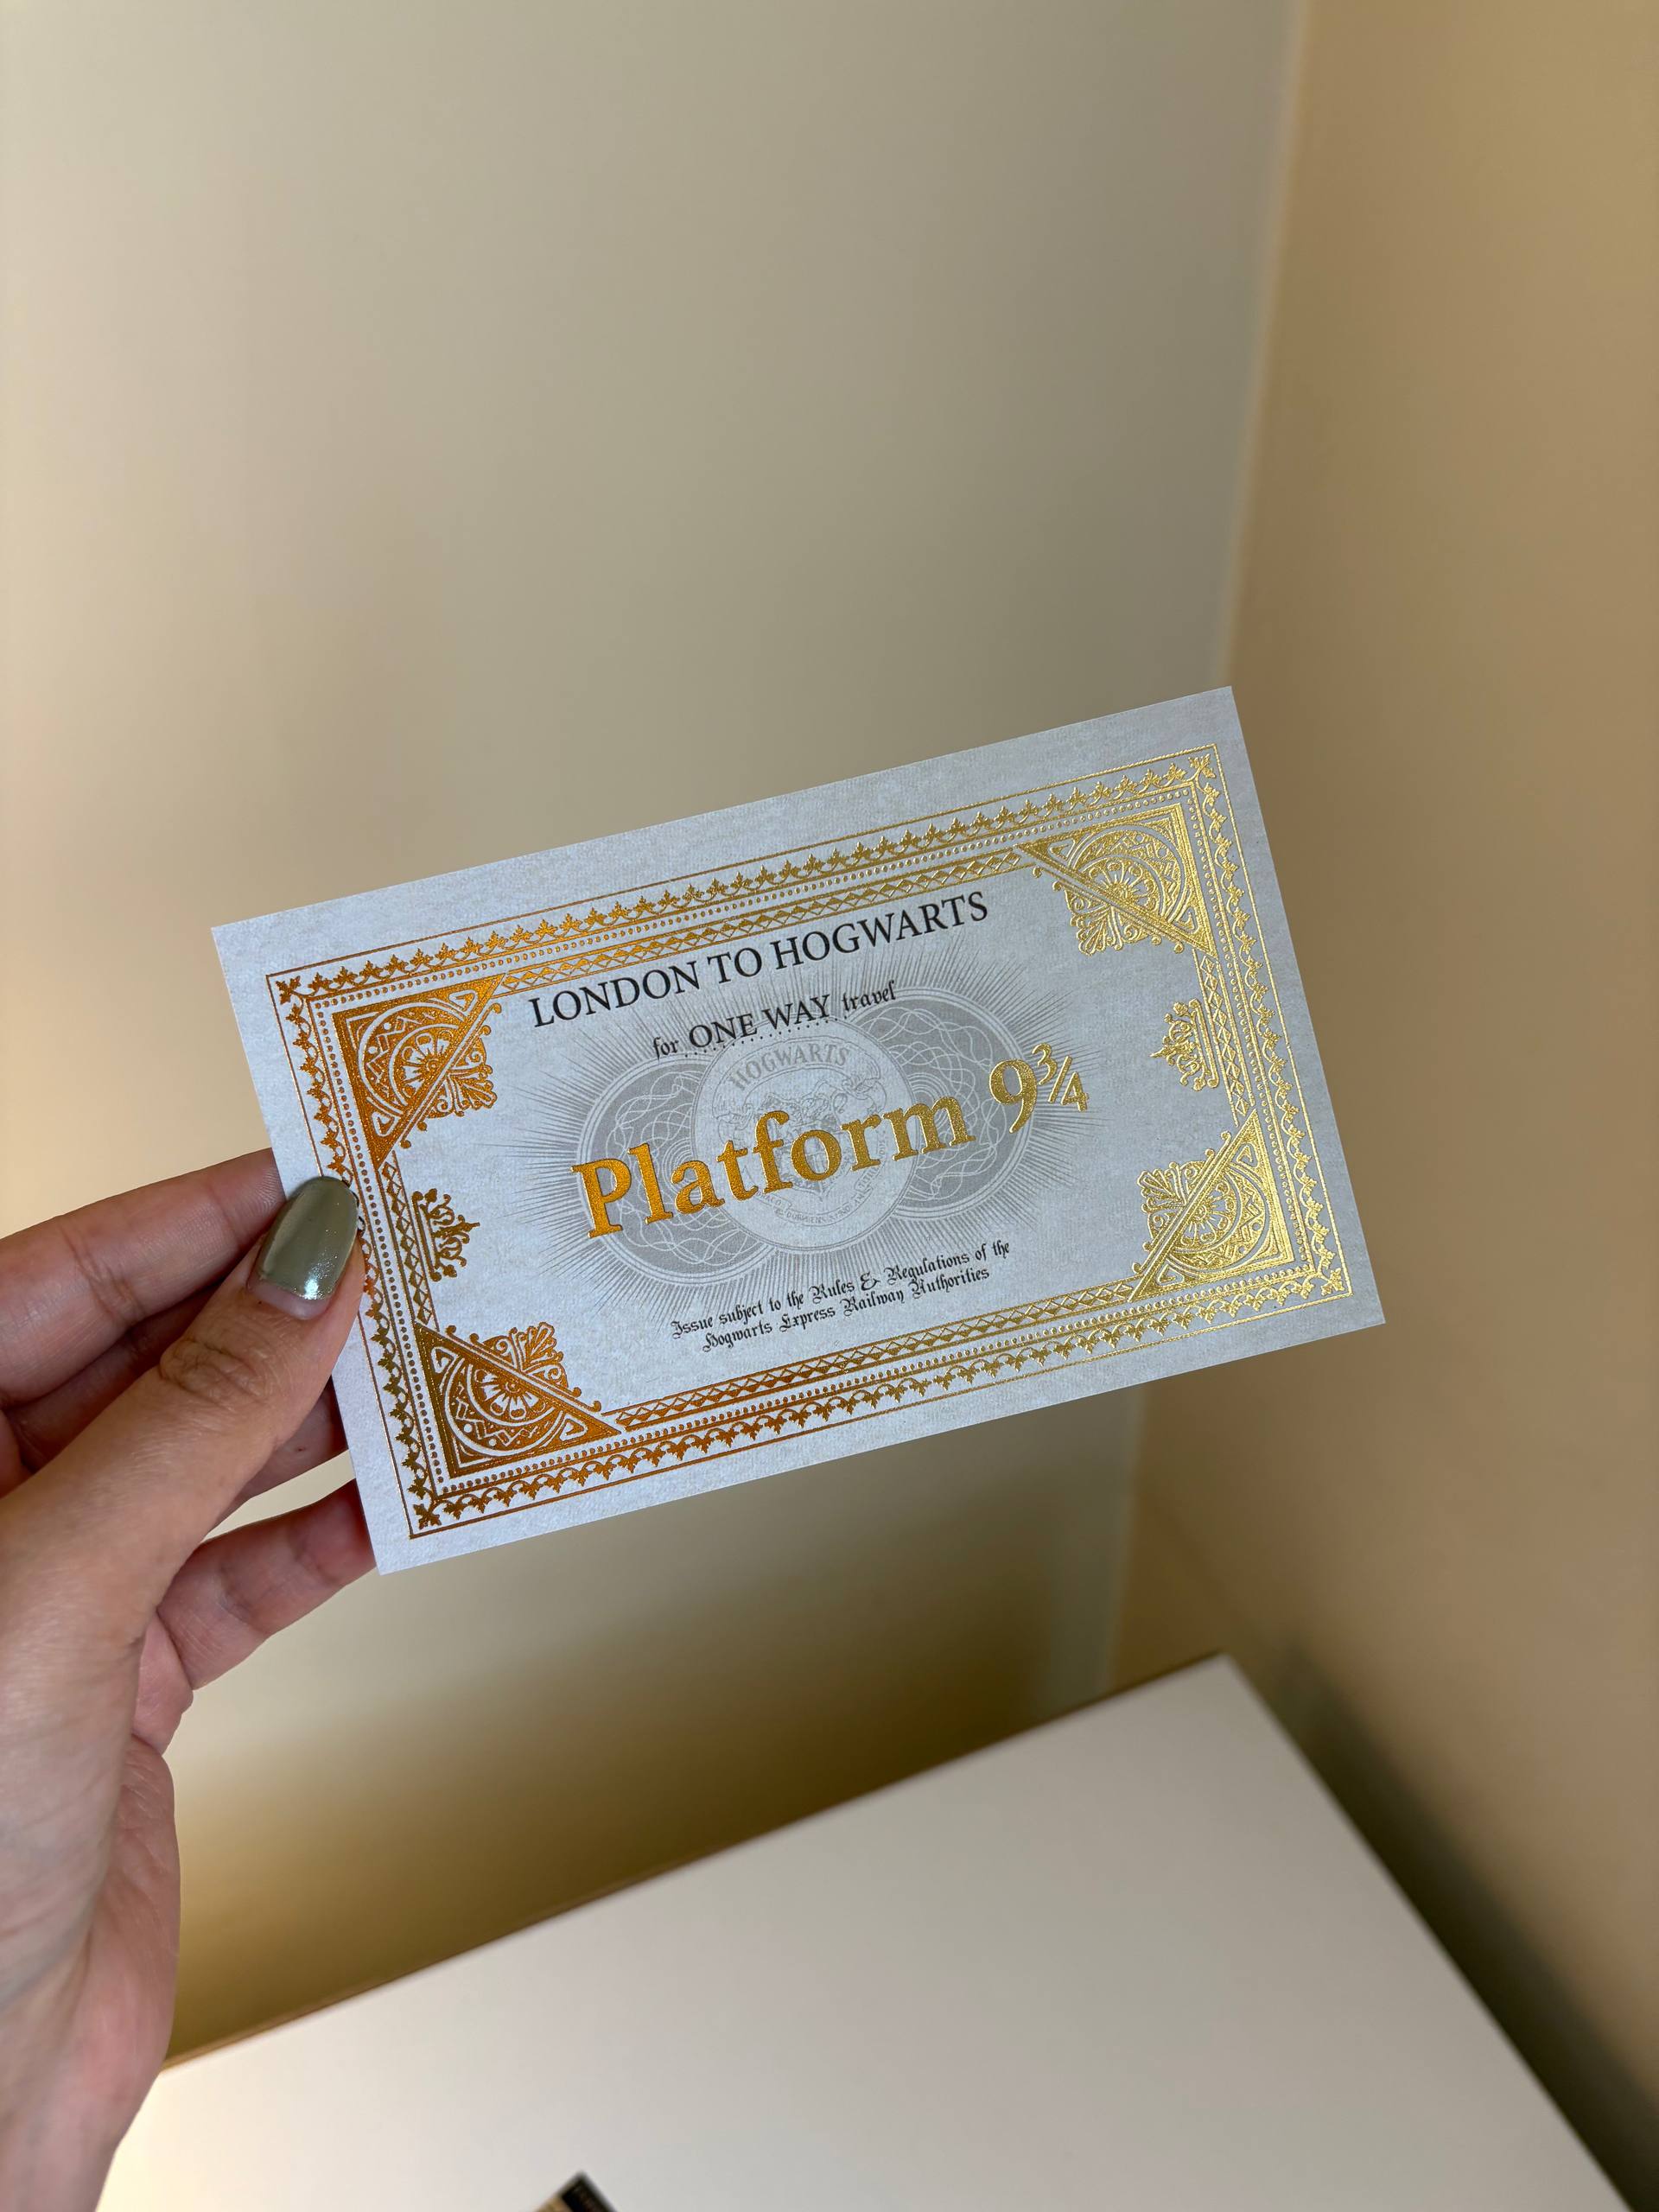 LONDON TO HOGWARTS
for ONE WAY travel
HOGWARTS
Platform 9¾
Issue subject to the Rules & Regulations of the
Hogwarts Express Railway Authorities